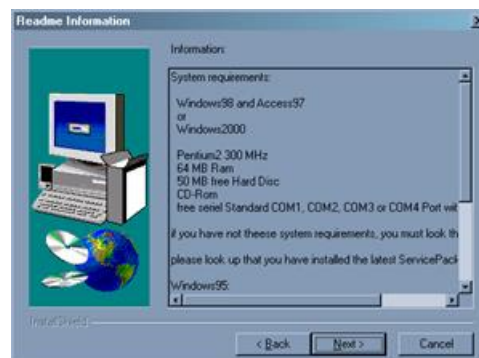 Readme Information
Information:
System requirements:
Windows98 and Access97
or
Windows2000
Pentium2 300 MHz
64 MB Ram
50 MB free Hard Disc
CD-Rom
free seriel Standard COM1, COM2, COM3 or COM4 Port wit
if you have not theese system requirements, you must look th
please look up that you have installed the latest ServicePack
Windows95:
InstallShield
< Back
Next >
Cancel